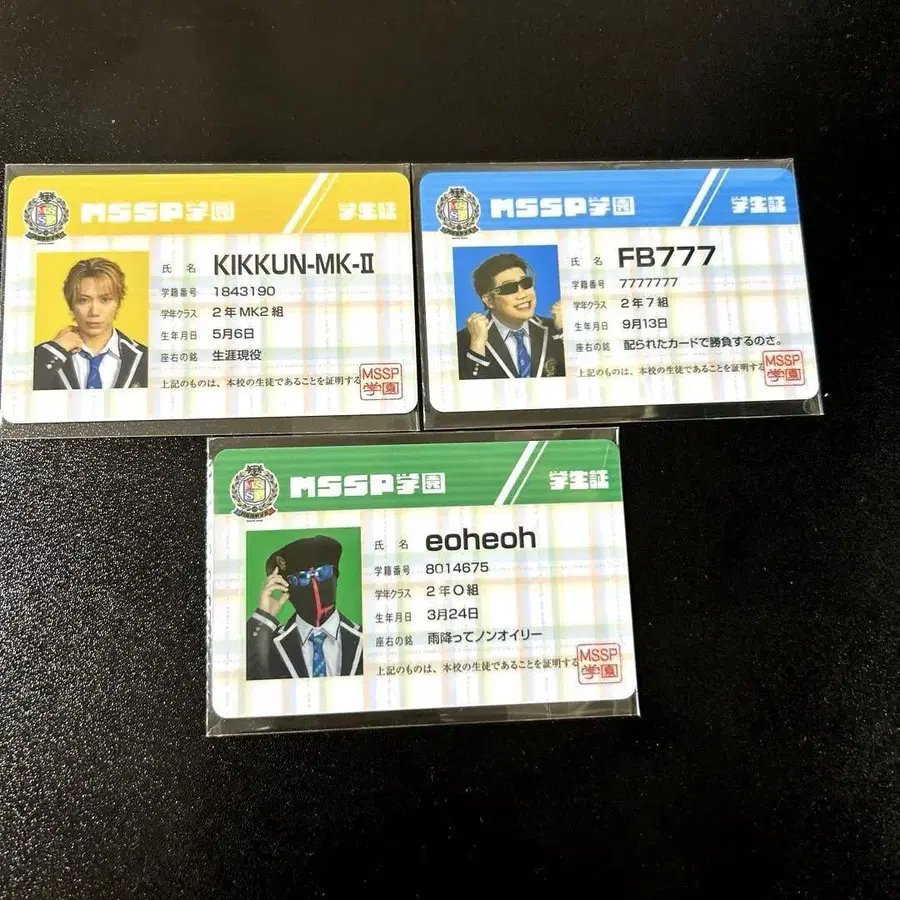 MSSP学園 学生証
氏 名 KIKKUN-MK-Ⅱ
学籍番号 1843190
学年クラス 2年MK2組
生年月日 5月6日
座右の銘 生涯現役
上記のものは、本校の生徒であることを証明する
MSSP
学園
MSSP学園 学生証
氏 名 FB777
学籍番号 7777777
学年クラス 2年7組
生年月日 9月13日
座右の銘 配られたカードで勝負するのさ。
上記のものは、本校の生徒であることを証明する
MSSP
学園
MSSP学園 学生証
氏 名 eoheoh
学籍番号 8014675
学年クラス 2年O組
生年月日 3月24日
座右の銘 雨降ってノンオイリー
上記のものは、本校の生徒であることを証明する
MSSP
学園